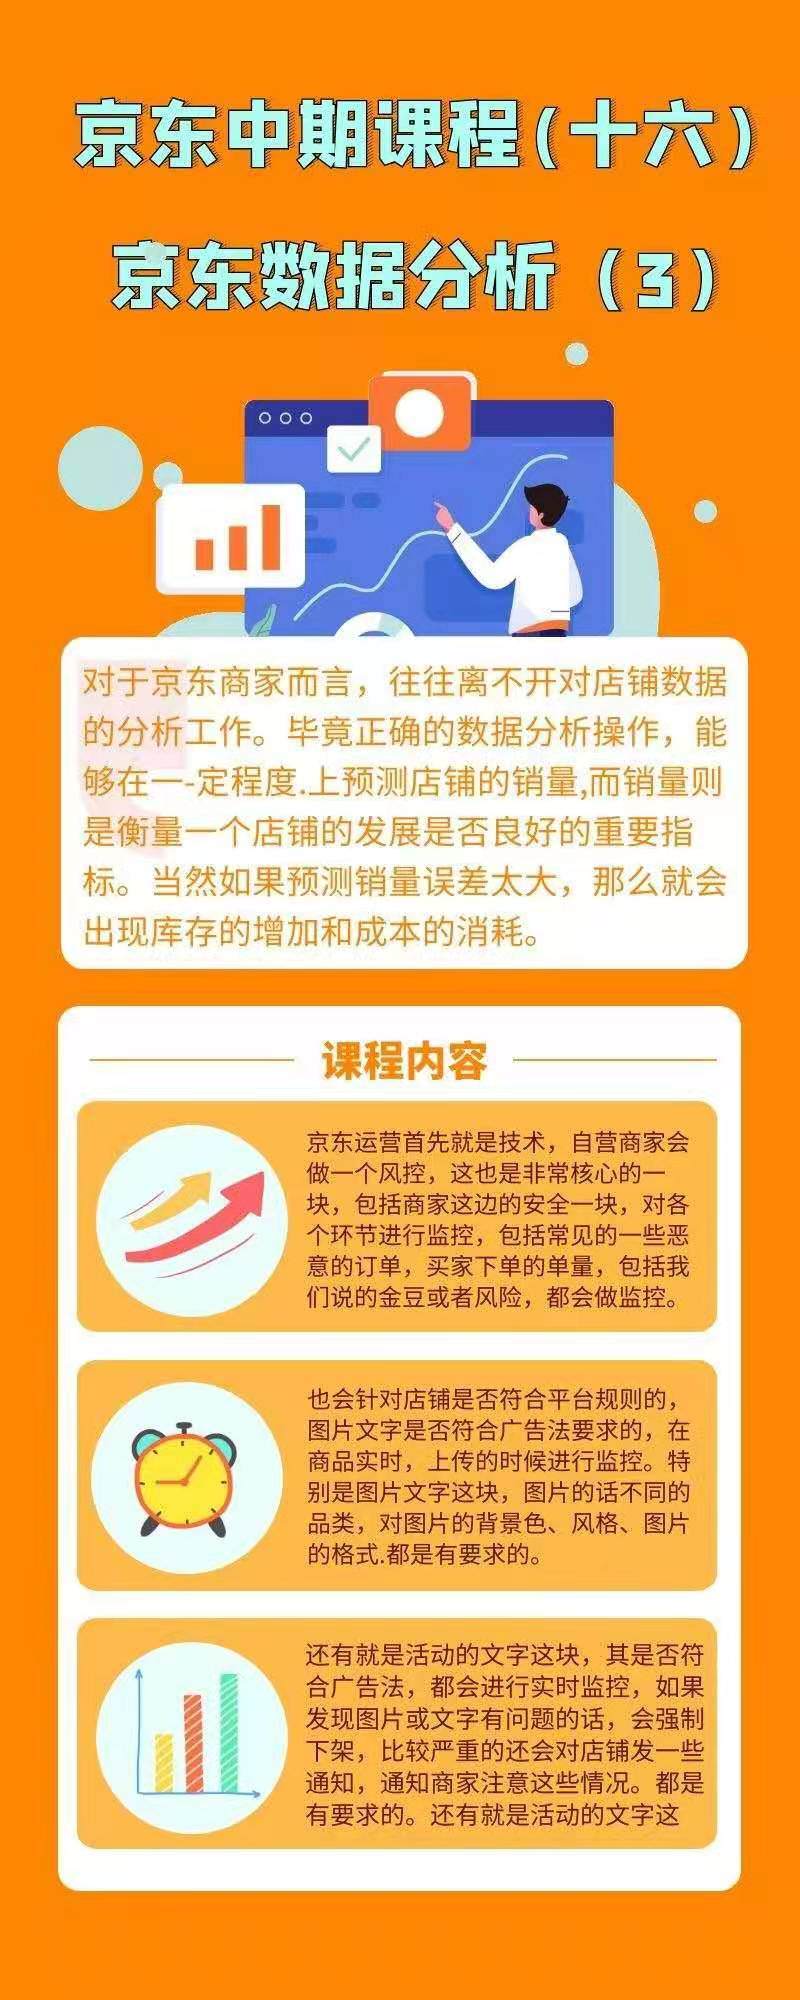 京东中期课程(十六)
京东数据分析（3）
对于京东商家而言，往往离不开对店铺数据
的分析工作。毕竟正确的数据分析操作，能
够在一-定程度.上预测店铺的销量,而销量则
是衡量一个店铺的发展是否良好的重要指
标。当然如果预测销量误差太大，那么就会
出现库存的增加和成本的消耗。
课程内容
京东运营首先就是技术，自营商家会
做一个风控，这也是非常核心的一
块，包括商家这边的安全一块，对各
个环节进行监控，包括常见的一些恶
意的订单，买家下单的单量，包括我
们说的金豆或者风险，都会做监控。
也会针对店铺是否符合平台规则的，
图片文字是否符合广告法要求的，在
商品实时，上传的时候进行监控。特
别是图片文字这块，图片的话不同的
品类，对图片的背景色、风格、图片
的格式.都是有要求的。
还有就是活动的文字这块，其是否符
合广告法，都会进行实时监控，如果
发现图片或文字有问题的话，会强制
下架，比较严重的还会对店铺发一些
通知，通知商家注意这些情况。都是
有要求的。还有就是活动的文字这